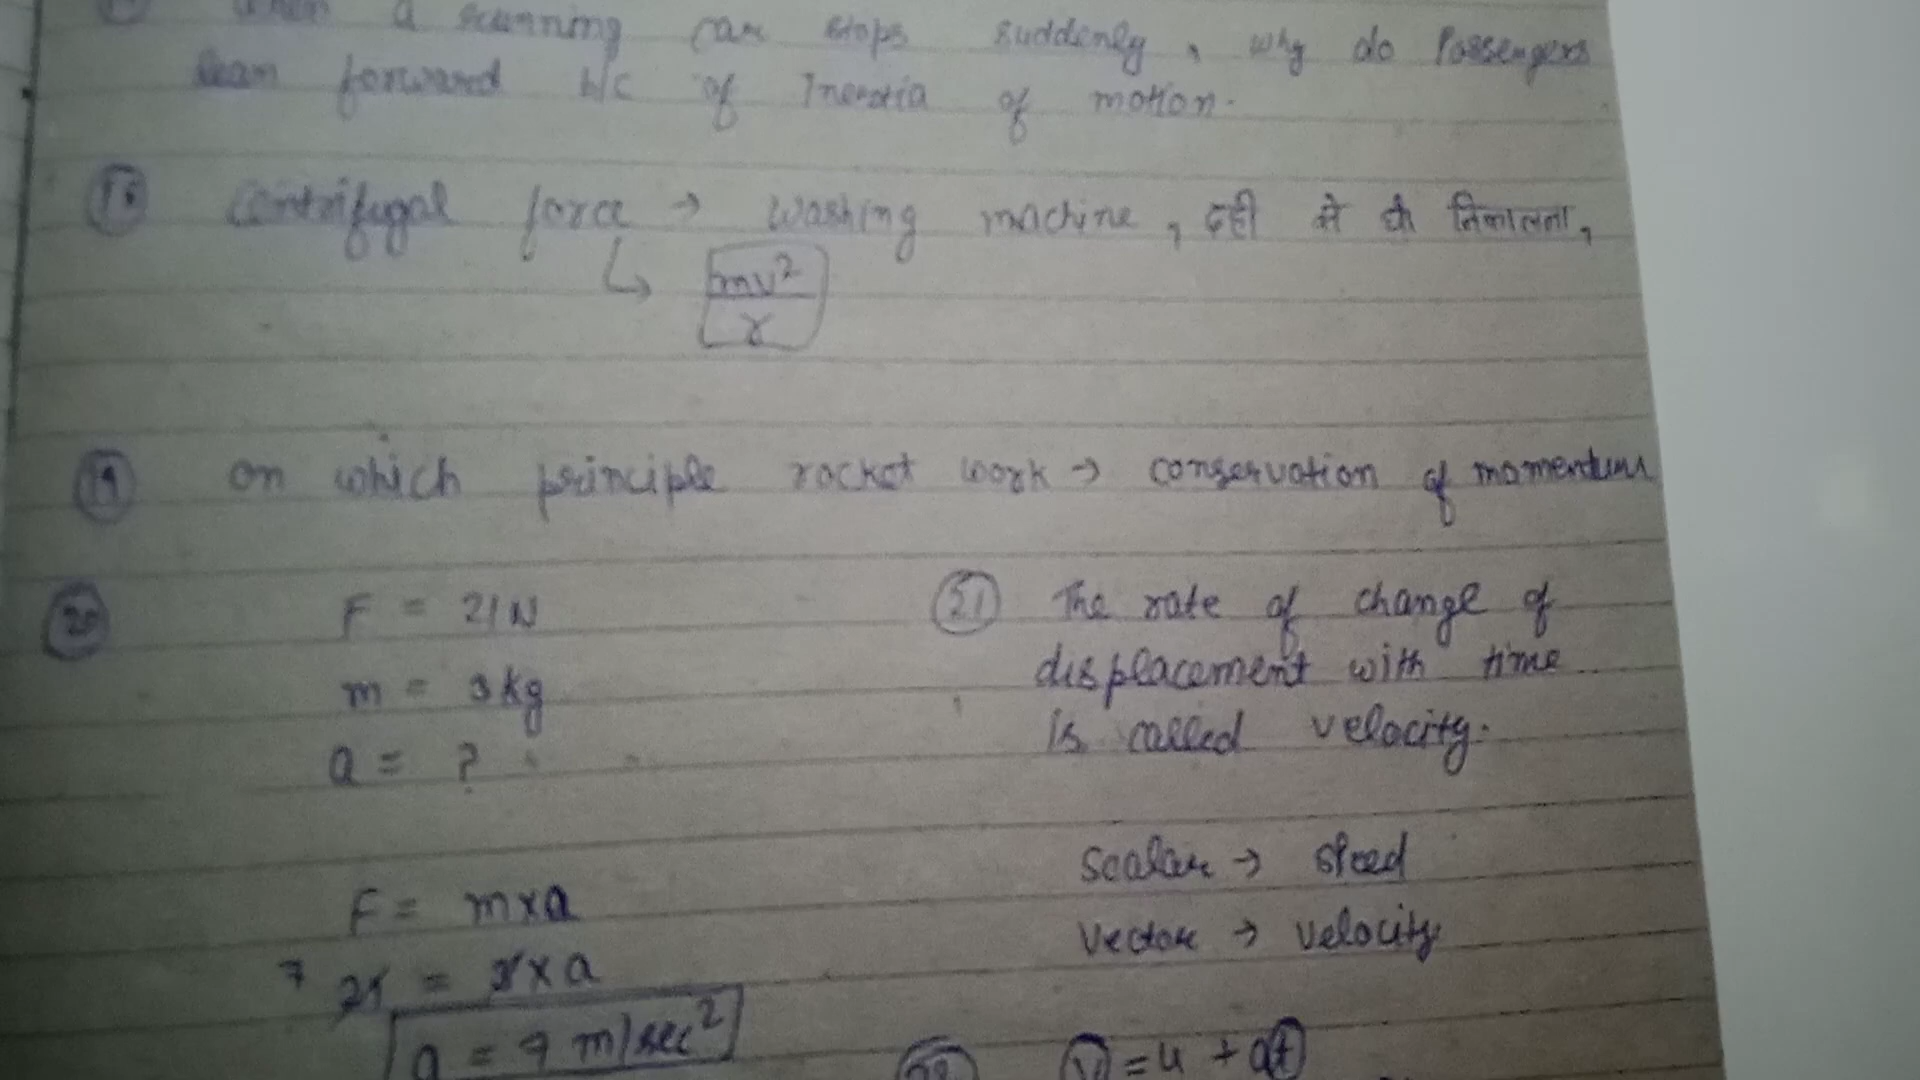 When a running car stops suddenly, why do Passengers
lean forward b/c of Inertia of motion.
18 Centrifugal force → washing machine, दही से घी निकालना,
↳ mv²/r
19 on which principle rocket work → conservation of momentum
20 F = 21N
m = 3kg
a = ?
F = m×a
7 21 = 3×a
a = 7 m/sec²
21 The rate of change of
displacement with time
is called velocity.
Scalar → speed
Vector → velocity
V = u + at